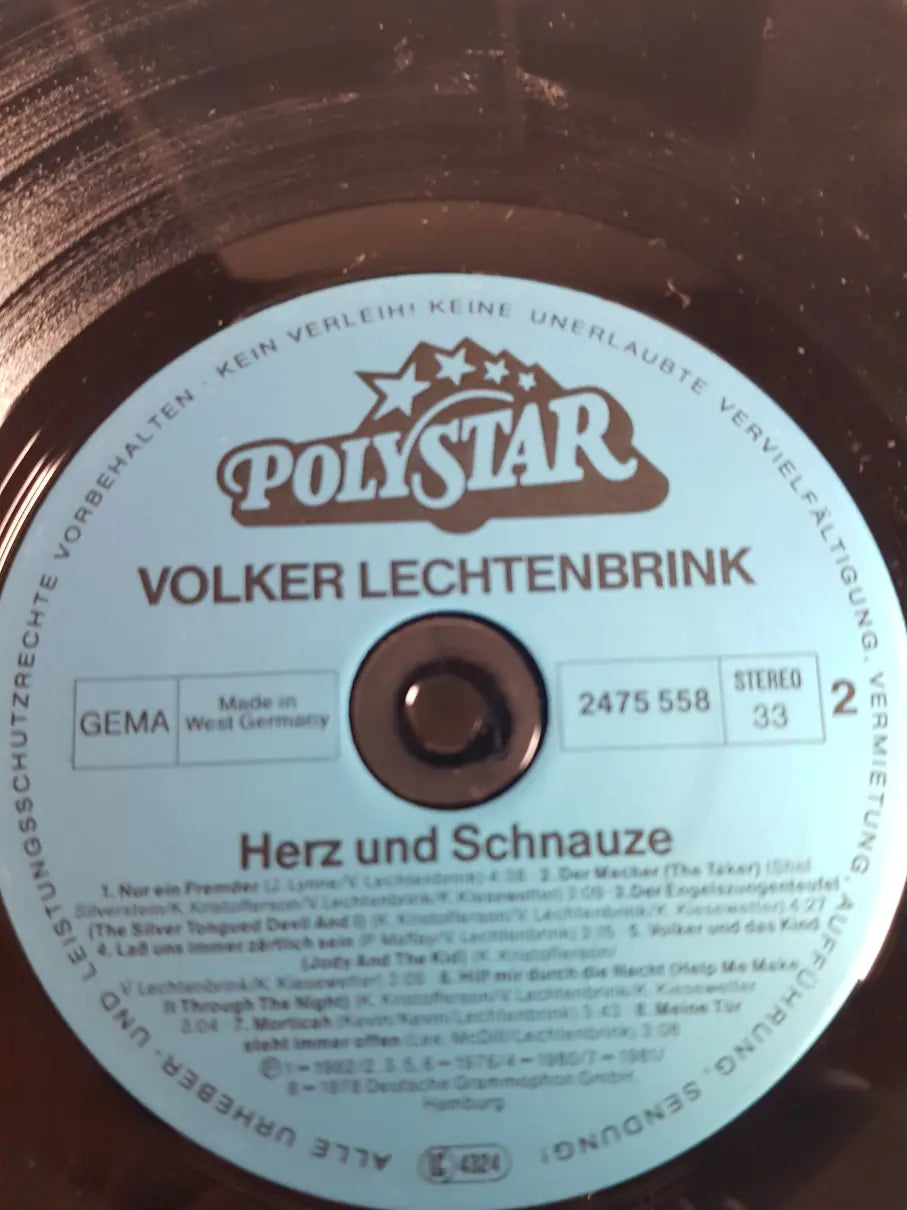 ALLE URHEBER- UND LEISTUNGSSCHUTZRECHTE VORBEHALTEN · KEIN VERLEIH! KEINE UNERLAUBTE VERVIELFÄLTIGUNG, VERMIETUNG, AUFFÜHRUNG, SENDUNG!
POLYSTAR
VOLKER LECHTENBRINK
GEMA
Made in
West Germany
2475 558
STEREO
33
2
Herz und Schnauze
1. Nur ein Fremder (J. Lynne/V. Lechtenbrink) 4:28 2. Der Macher (The Taker) (Shel
Silverstein/K. Kristofferson/V. Lechtenbrink/K. Kiesewetter) 3:09 3. Der Engelszungenteufel
(The Silver Tongued Devil And I) (K. Kristofferson/V. Lechtenbrink/K. Kiesewetter) 4:27
4. Laß uns immer zärtlich sein (P. Maffay/V. Lechtenbrink) 5. Volker und das Kind
(Jody And The Kid) (K. Kristofferson/
V. Lechtenbrink/K. Kiesewetter) 6. Hilf mir durch die Nacht (Help Me Make
It Through The Night) (K. Kristofferson/V. Lechtenbrink/K. Kiesewetter
3:04 7. Morticah (Kevin/Kevin/Lechtenbrink) 3:43 8. Meine Tür
steht immer offen (Lee, McDill/Lechtenbrink) 3:06
Ⓟ 1 – 1982/2, 3, 5, 6 – 1976/4 – 1980/7 – 1981/
8 – 1978 Deutsche Grammophon GmbH,
Hamburg
LC 4324